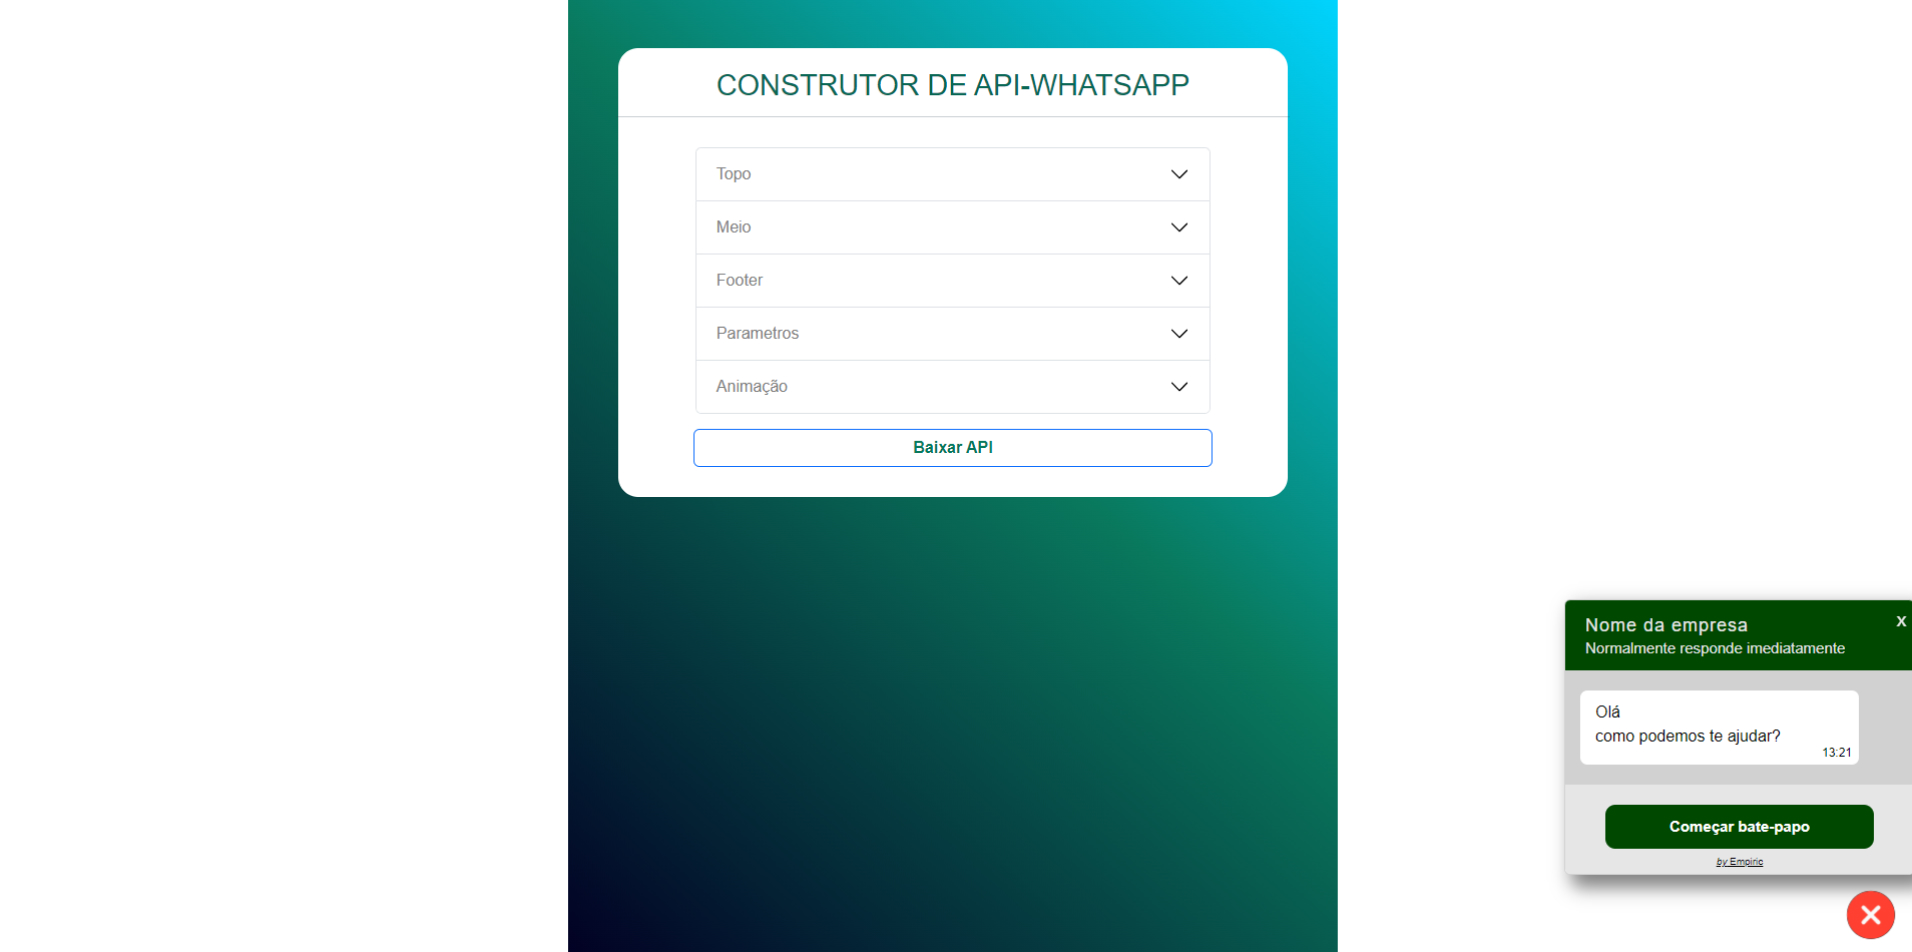 CONSTRUTOR DE API-WHATSAPP
Topo
Meio
Footer
Parametros
Animação
Baixar API
Nome da empresa
X
Normalmente responde imediatamente
Olá
como podemos te ajudar?
13:21
Começar bate-papo
by Empiric